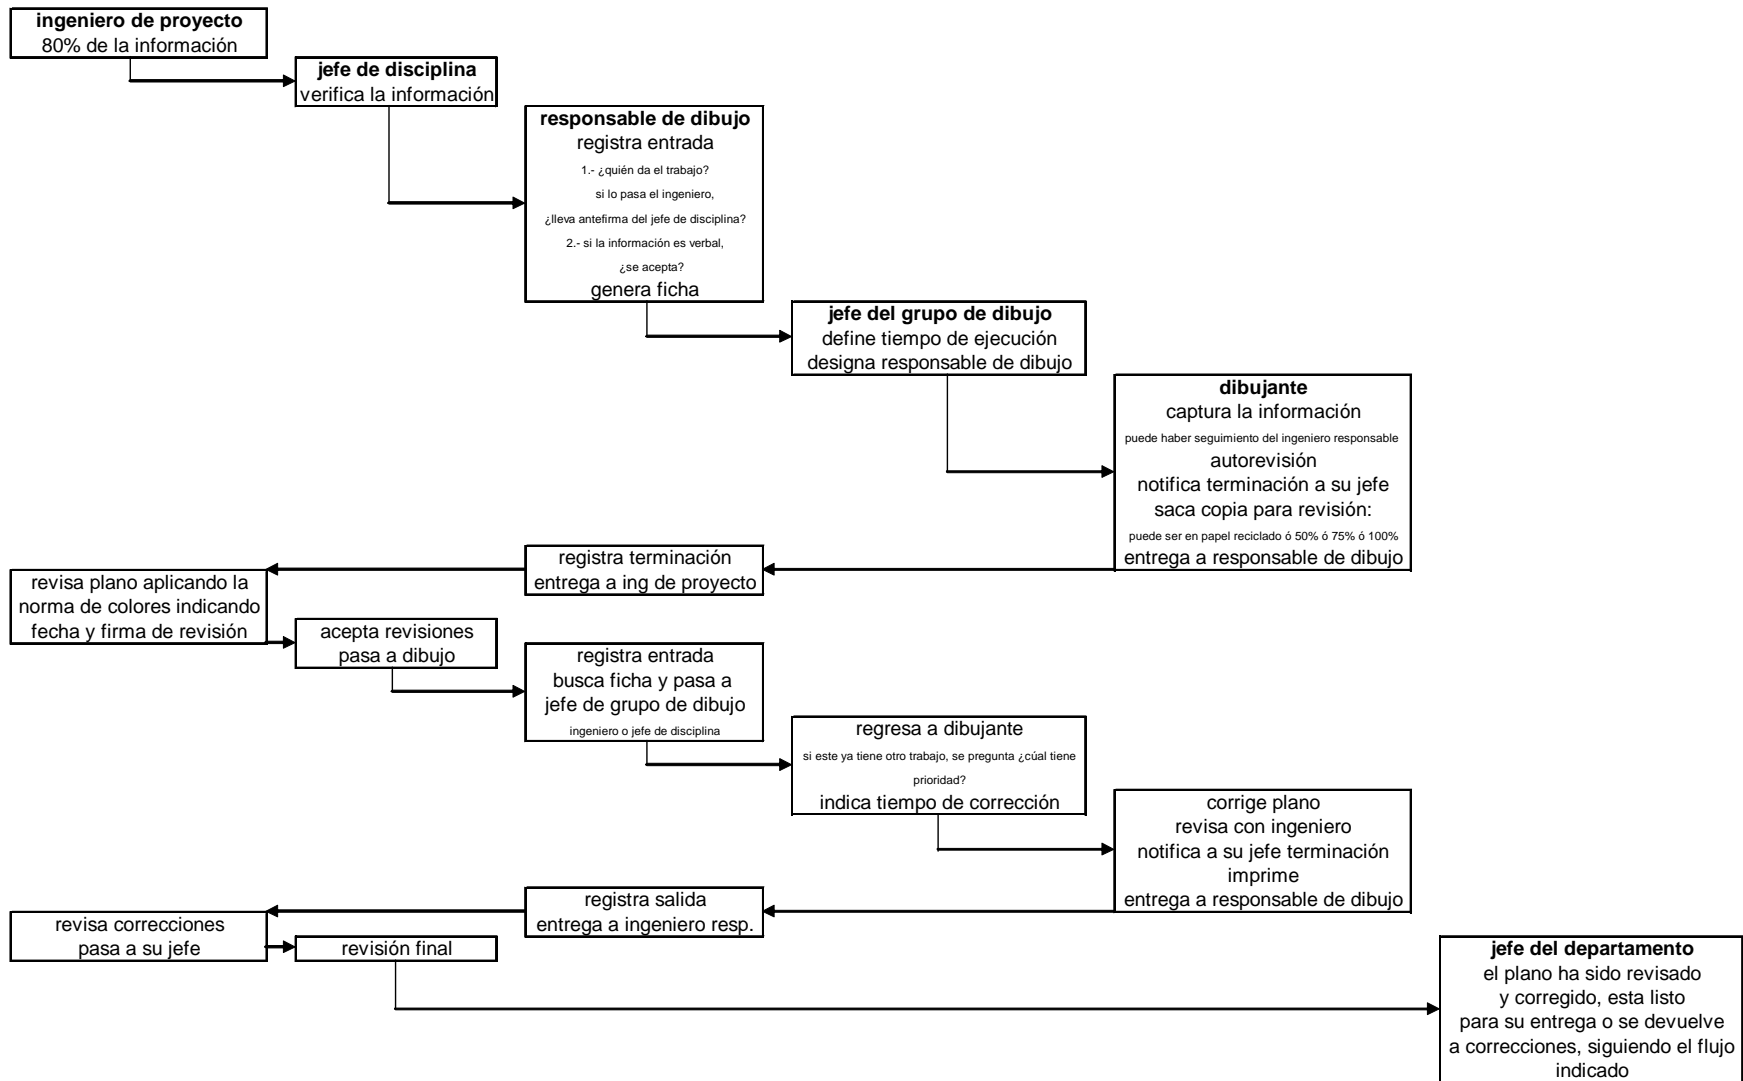 ingeniero de proyecto
80% de la información
jefe de disciplina
verifica la información
responsable de dibujo
registra entrada
1.- ¿quién da el trabajo?
si lo pasa el ingeniero,
¿lleva antefirma del jefe de disciplina?
2.- si la información es verbal,
¿se acepta?
genera ficha
jefe del grupo de dibujo
define tiempo de ejecución
designa responsable de dibujo
dibujante
captura la información
puede haber seguimiento del ingeniero responsable
autorevisión
notifica terminación a su jefe
saca copia para revisión:
puede ser en papel reciclado ó 50% ó 75% ó 100%
entrega a responsable de dibujo
registra terminación
entrega a ing de proyecto
revisa plano aplicando la
norma de colores indicando
fecha y firma de revisión
acepta revisiones
pasa a dibujo
registra entrada
busca ficha y pasa a
jefe de grupo de dibujo
ingeniero o jefe de disciplina
regresa a dibujante
si este ya tiene otro trabajo, se pregunta ¿cúal tiene
prioridad?
indica tiempo de corrección
corrige plano
revisa con ingeniero
notifica a su jefe terminación
imprime
entrega a responsable de dibujo
registra salida
entrega a ingeniero resp.
revisa correcciones
pasa a su jefe
revisión final
jefe del departamento
el plano ha sido revisado
y corregido, esta listo
para su entrega o se devuelve
a correcciones, siguiendo el flujo
indicado